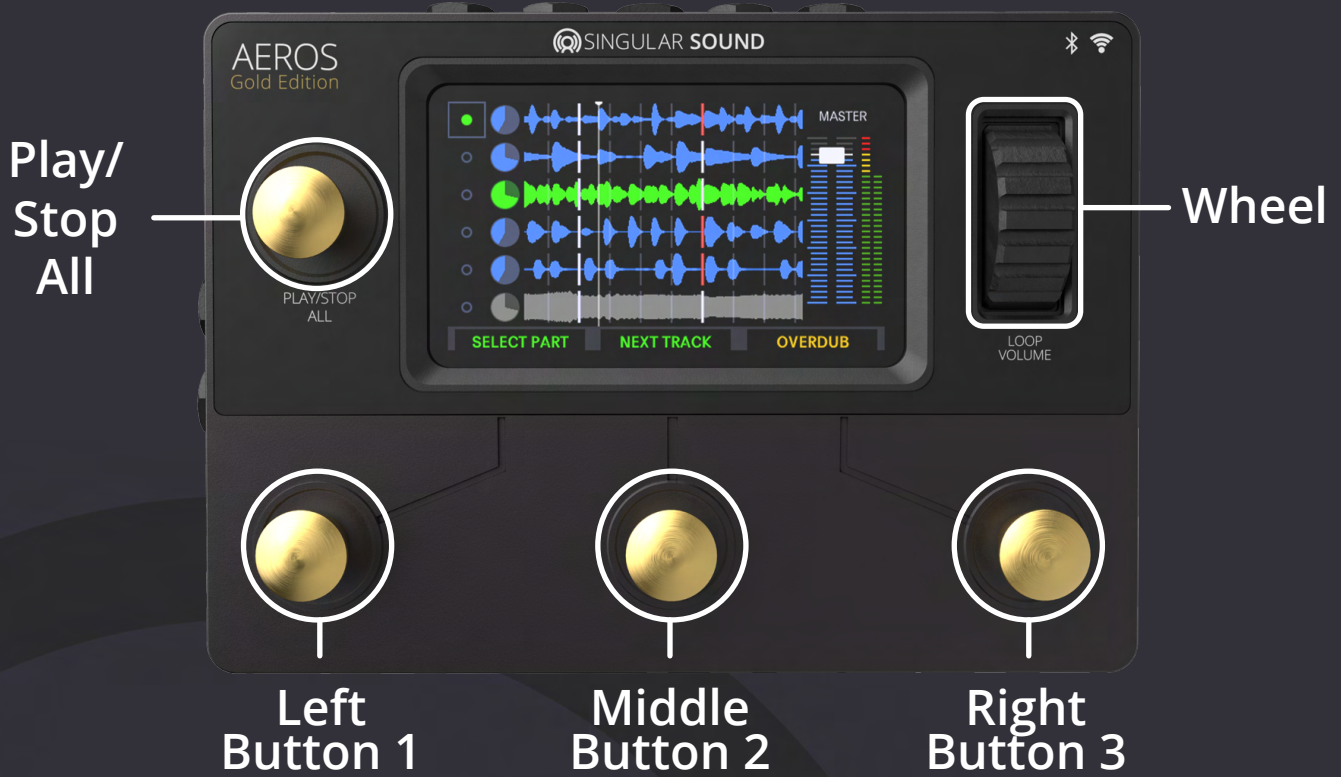 SINGULAR SOUND
AEROS
Gold Edition
MASTER
Play/
Stop
All
Wheel
PLAY/STOP
ALL
SELECT PART
NEXT TRACK
OVERDUB
LOOP
VOLUME
Left
Button 1
Middle
Button 2
Right
Button 3